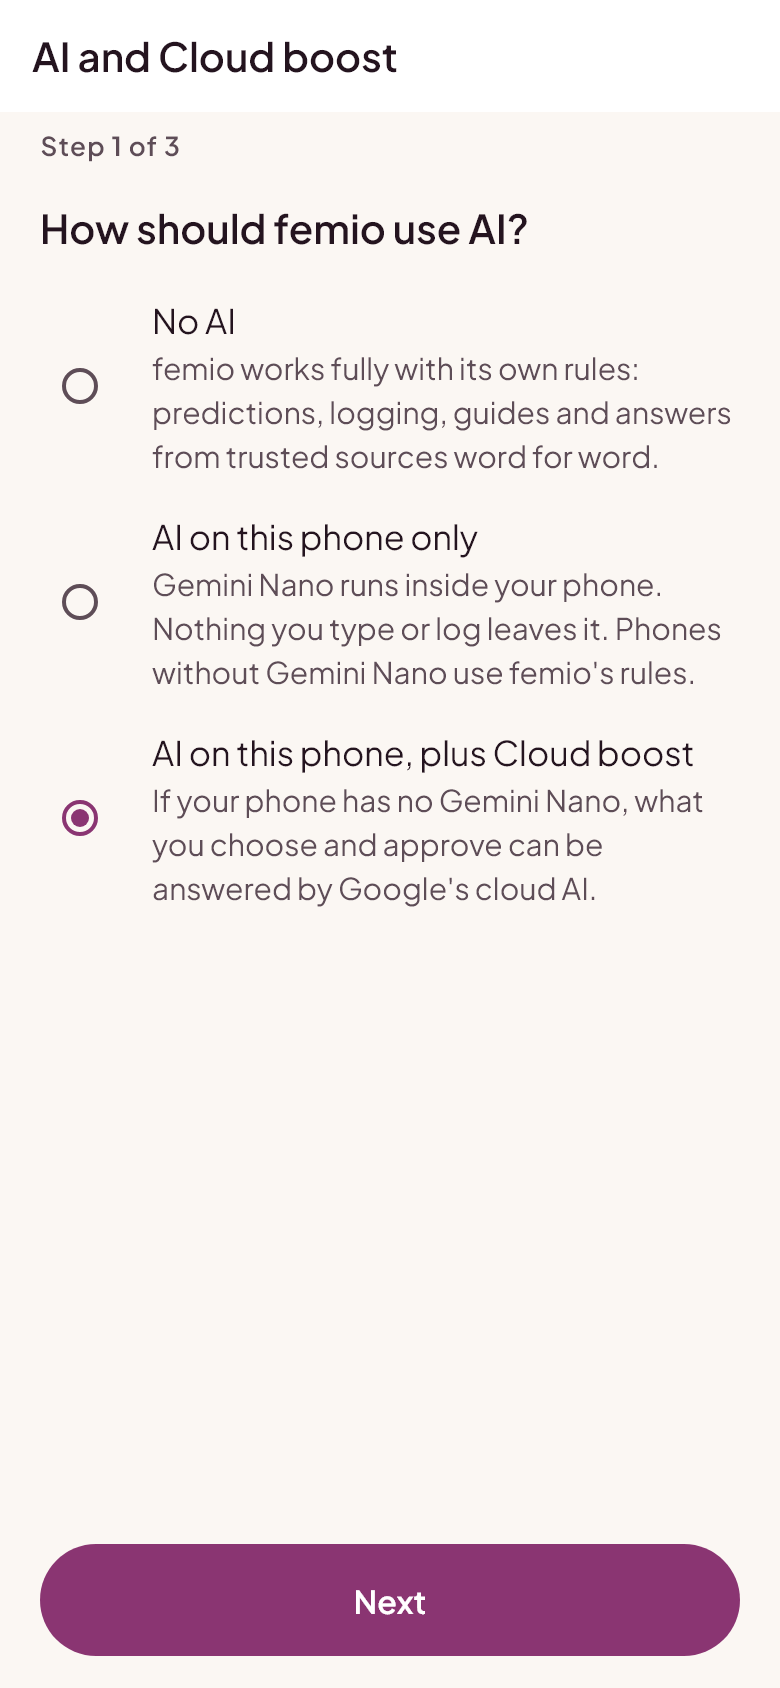 AI and Cloud boost
Step 1 of 3
How should femio use AI?
No AI
femio works fully with its own rules:
predictions, logging, guides and answers
from trusted sources word for word.
AI on this phone only
Gemini Nano runs inside your phone.
Nothing you type or log leaves it. Phones
without Gemini Nano use femio's rules.
AI on this phone, plus Cloud boost
If your phone has no Gemini Nano, what
you choose and approve can be
answered by Google's cloud AI.
Next